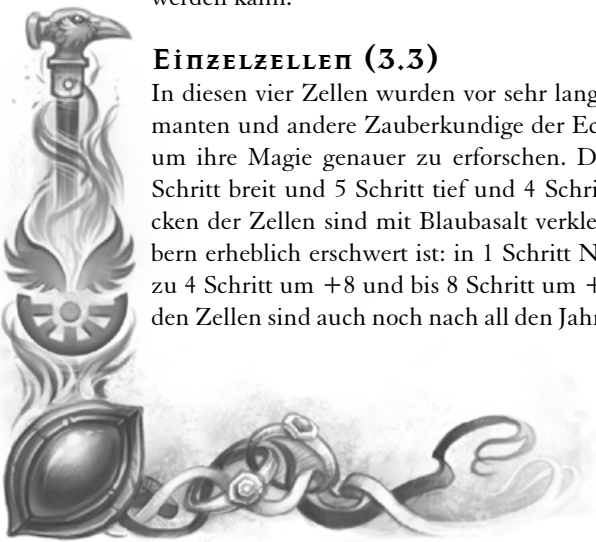 werden kann.
Einzelzellen (3.3)
In diesen vier Zellen wurden vor sehr lang
manten und andere Zauberkundige der Ec
um ihre Magie genauer zu erforschen. D
Schritt breit und 5 Schritt tief und 4 Schri
cken der Zellen sind mit Blaubasalt verkle
bern erheblich erschwert ist: in 1 Schritt N
zu 4 Schritt um +8 und bis 8 Schritt um +
den Zellen sind auch noch nach all den Jahr